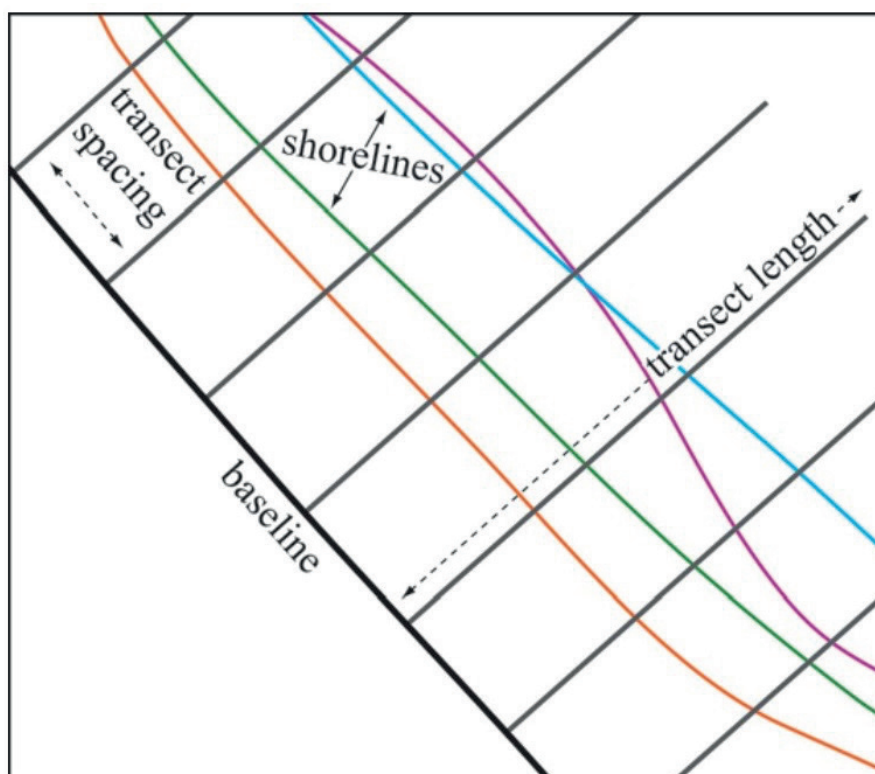 transect
spacing
shorelines
transect length
baseline